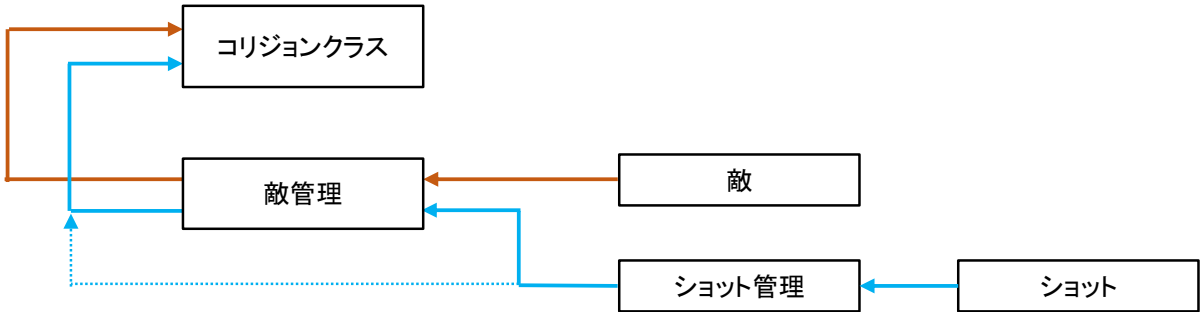 コリジョンクラス
敵管理
敵
ショット管理
ショット